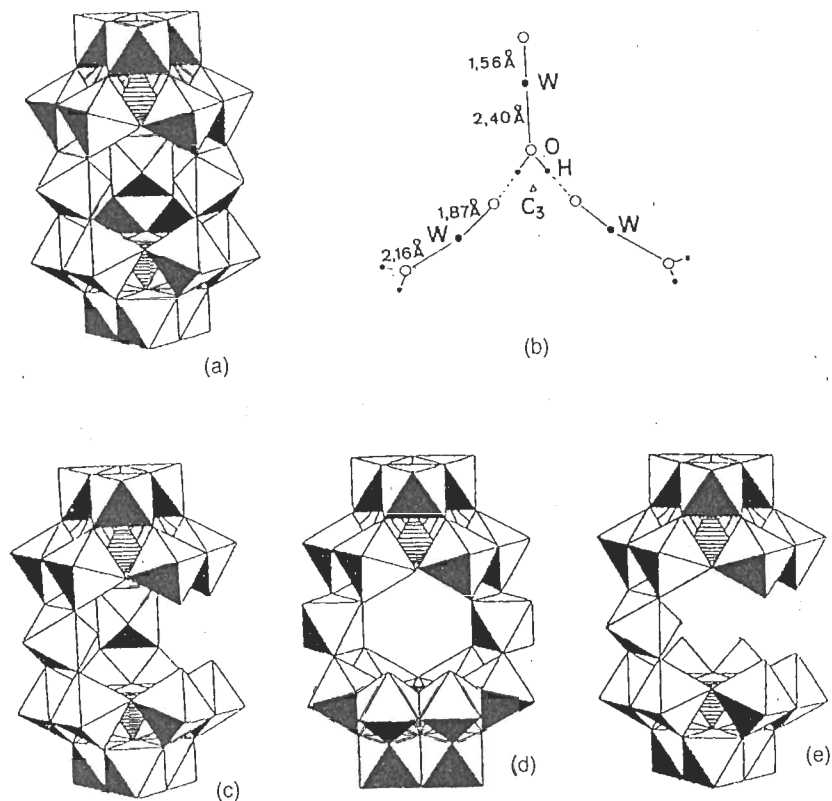 1,56Å
W
2,40Å
O
H
C₃
1,87Å
W
W
2,16Å
(a)
(b)
(c)
(d)
(e)